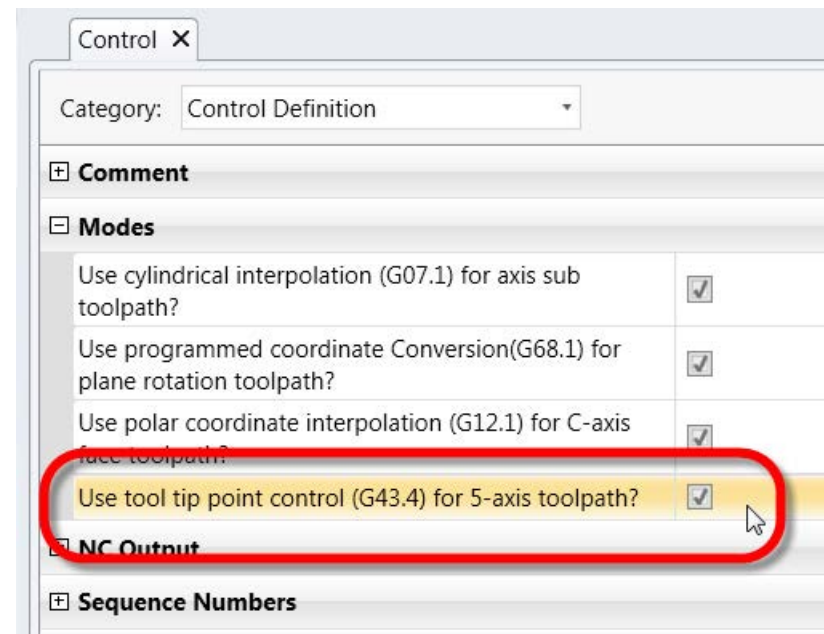 Control
Category: Control Definition
Comment
Modes
Use cylindrical interpolation (G07.1) for axis sub
toolpath?
Use programmed coordinate Conversion(G68.1) for
plane rotation toolpath?
Use polar coordinate interpolation (G12.1) for C-axis
face toolpath?
Use tool tip point control (G43.4) for 5-axis toolpath?
NC Output
Sequence Numbers